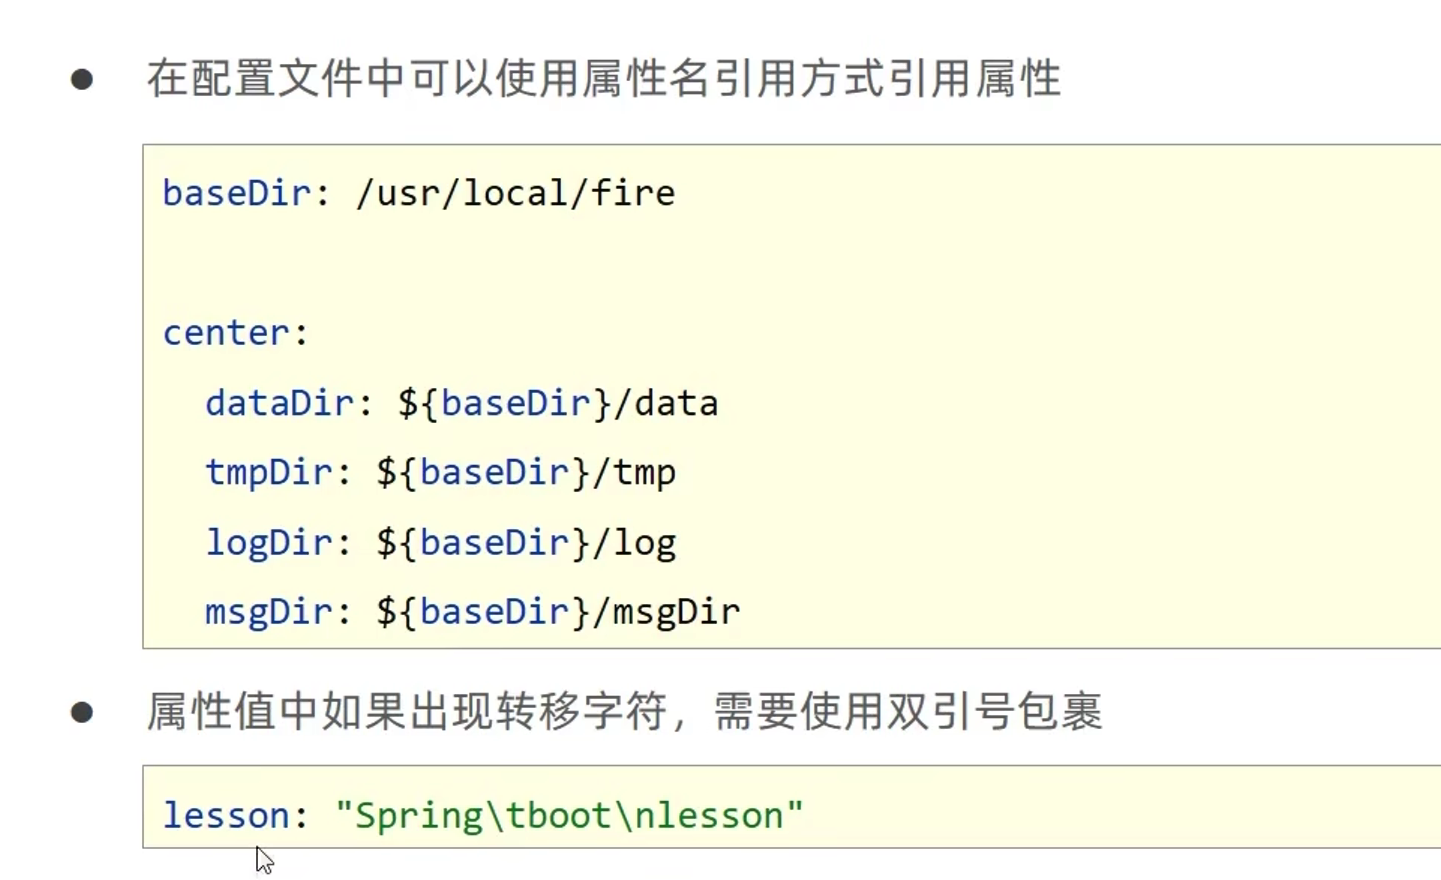 ● 在配置文件中可以使用属性名引用方式引用属性
baseDir: /usr/local/fire
center:
  dataDir: ${baseDir}/data
  tmpDir: ${baseDir}/tmp
  logDir: ${baseDir}/log
  msgDir: ${baseDir}/msgDir
● 属性值中如果出现转移字符，需要使用双引号包裹
lesson: "Spring\tboot\nlesson"